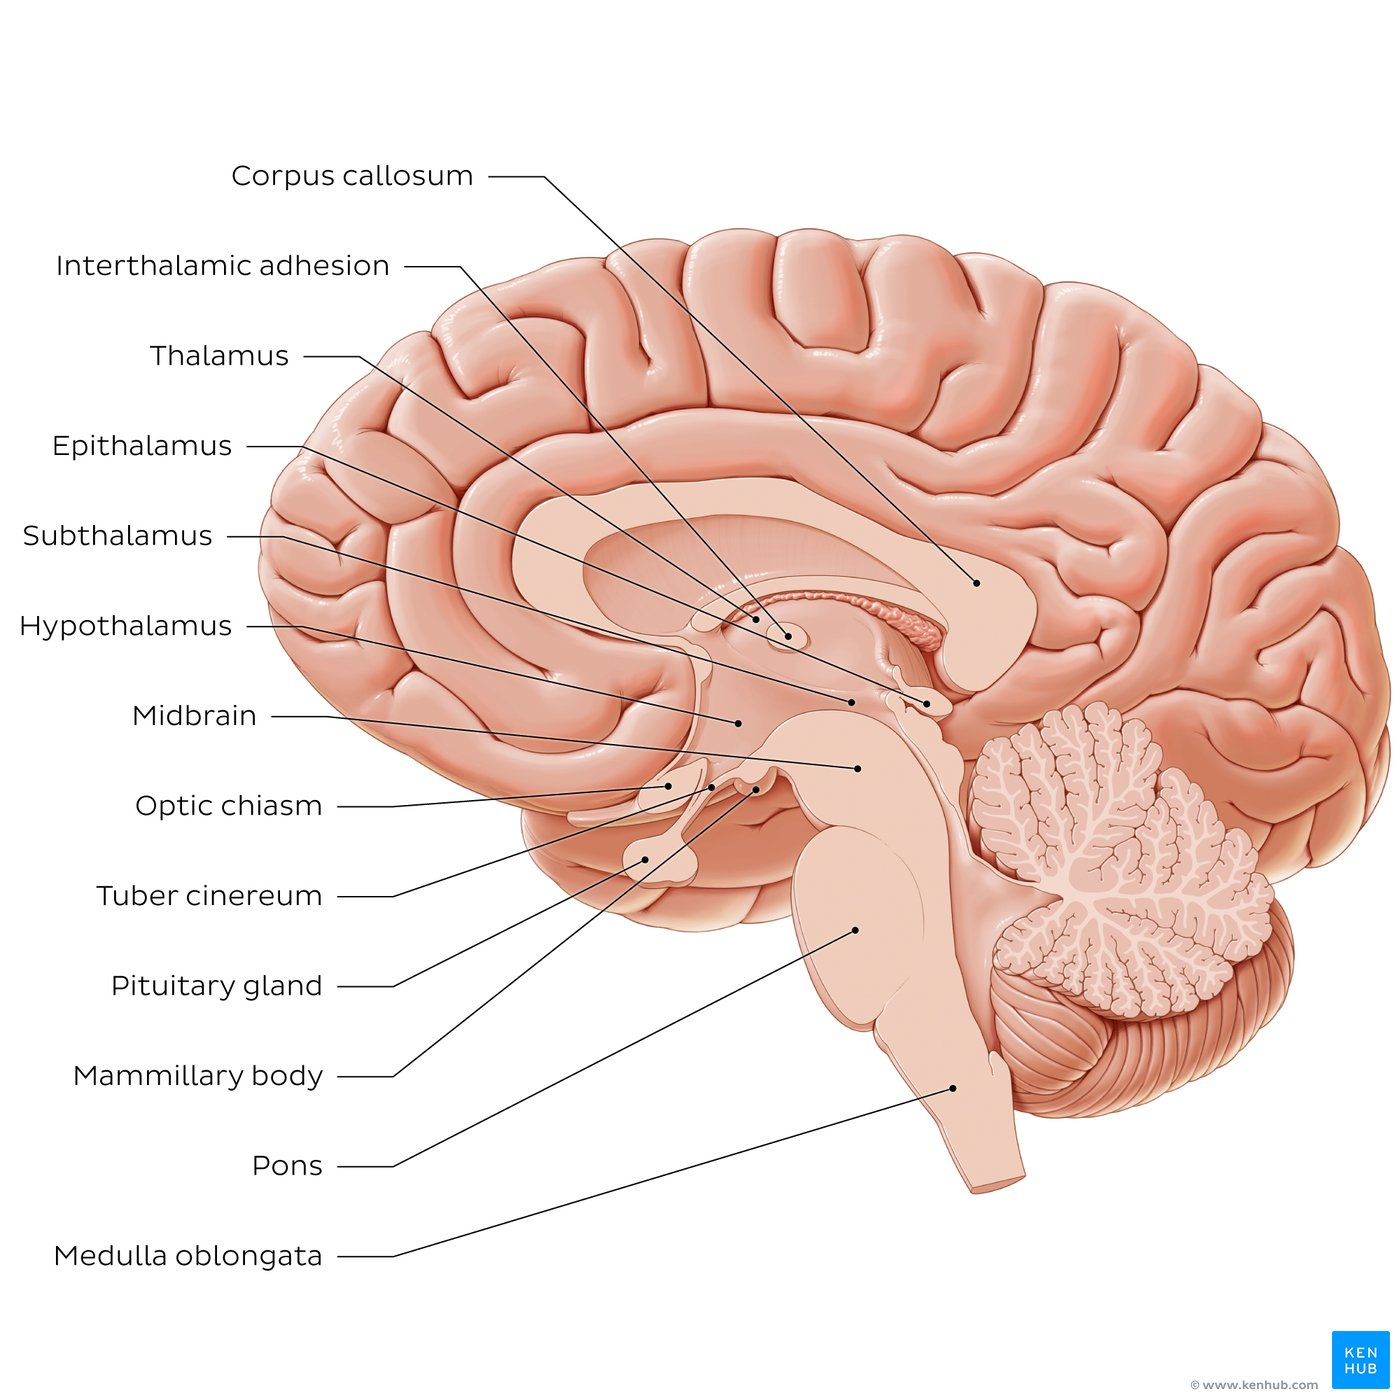 Corpus callosum
Interthalamic adhesion
Thalamus
Epithalamus
Subthalamus
Hypothalamus
Midbrain
Optic chiasm
Tuber cinereum
Pituitary gland
Mammillary body
Pons
Medulla oblongata
KEN
HUB
© www.kenhub.com